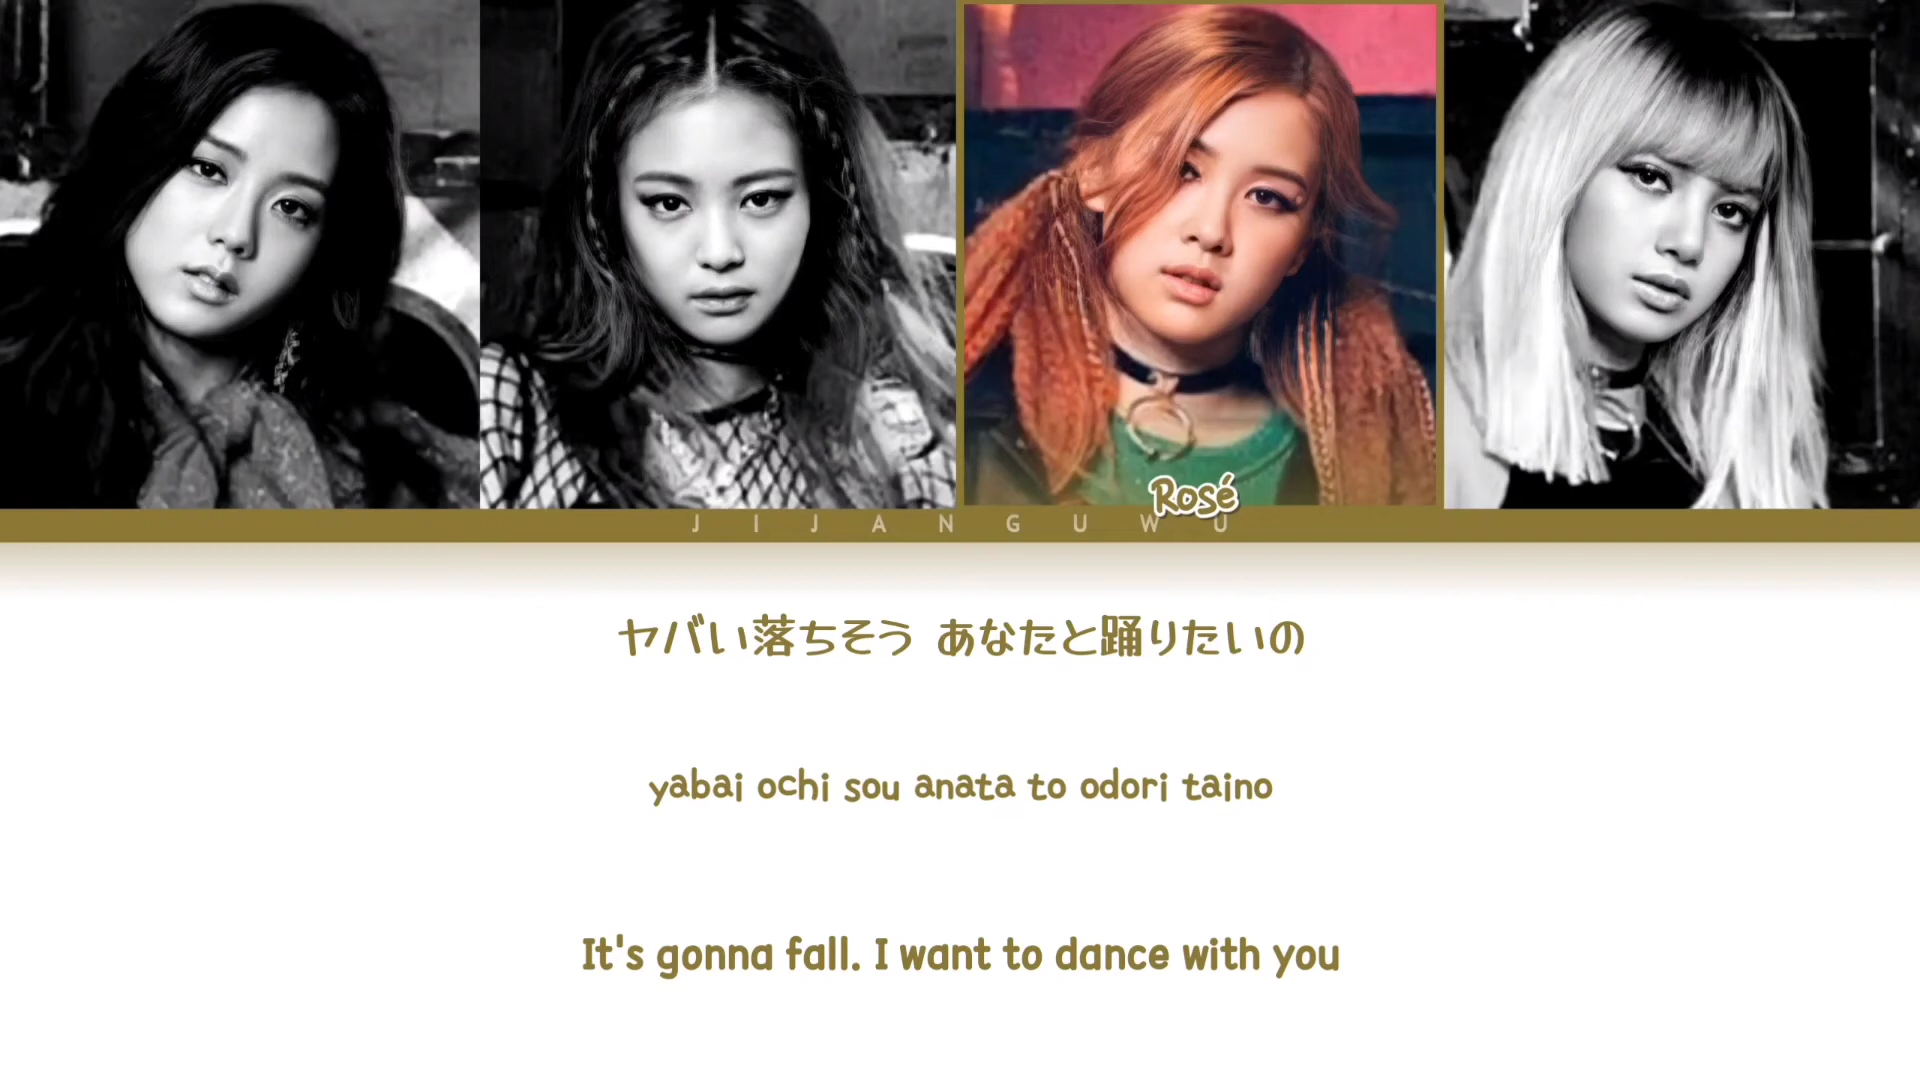 Rosé
JIJANGUWU
ヤバい落ちそう あなたと踊りたいの
yabai ochi sou anata to odori taino
It's gonna fall. I want to dance with you